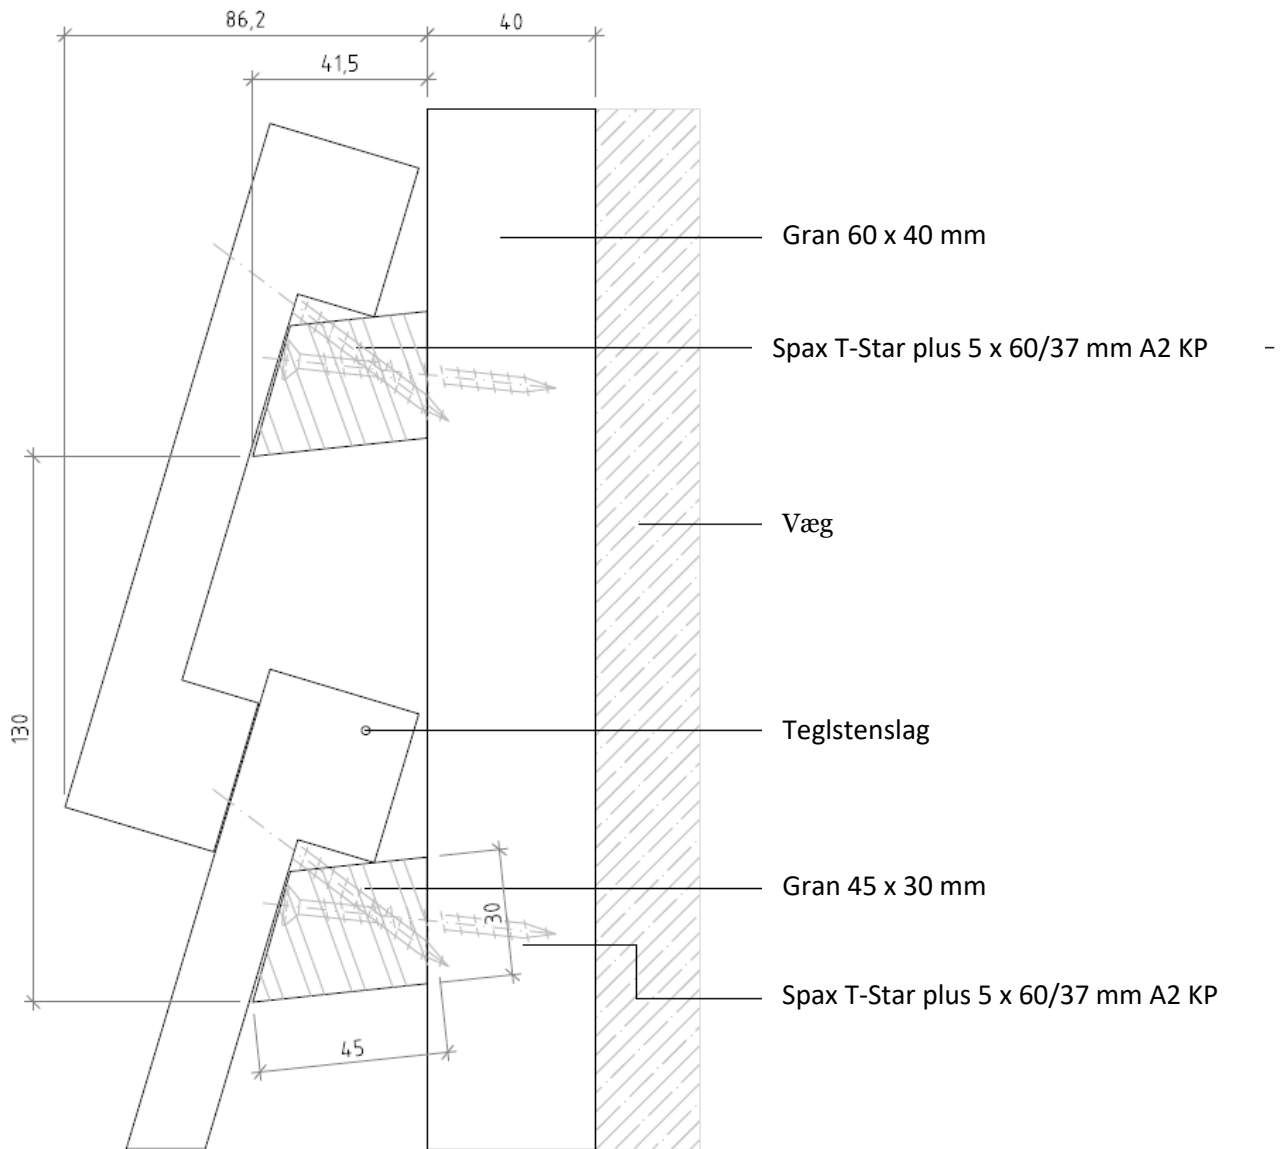 86,2
40
41,5
Gran 60 x 40 mm
Spax T-Star plus 5 x 60/37 mm A2 KP
Væg
130
Teglstenslag
Gran 45 x 30 mm
30
Spax T-Star plus 5 x 60/37 mm A2 KP
45